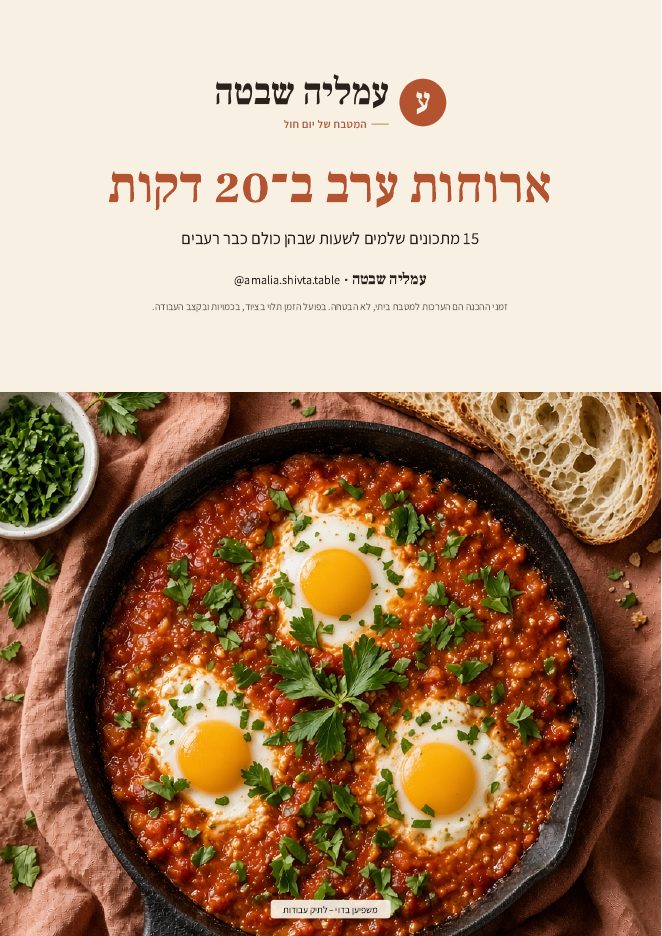 ע
עמליה שבטה
המטבח של יום חול
ארוחות ערב ב־20 דקות
15 מתכונים שלמים לשעות שבהן כולם כבר רעבים
עמליה שבטה · @amalia.shivta.table
זמני ההכנה הם הערכות למטבח ביתי, לא הבטחה. בפועל הזמן תלוי בציוד, בכמויות ובקצב העבודה.
משפיען בדוי – לתיק עבודות